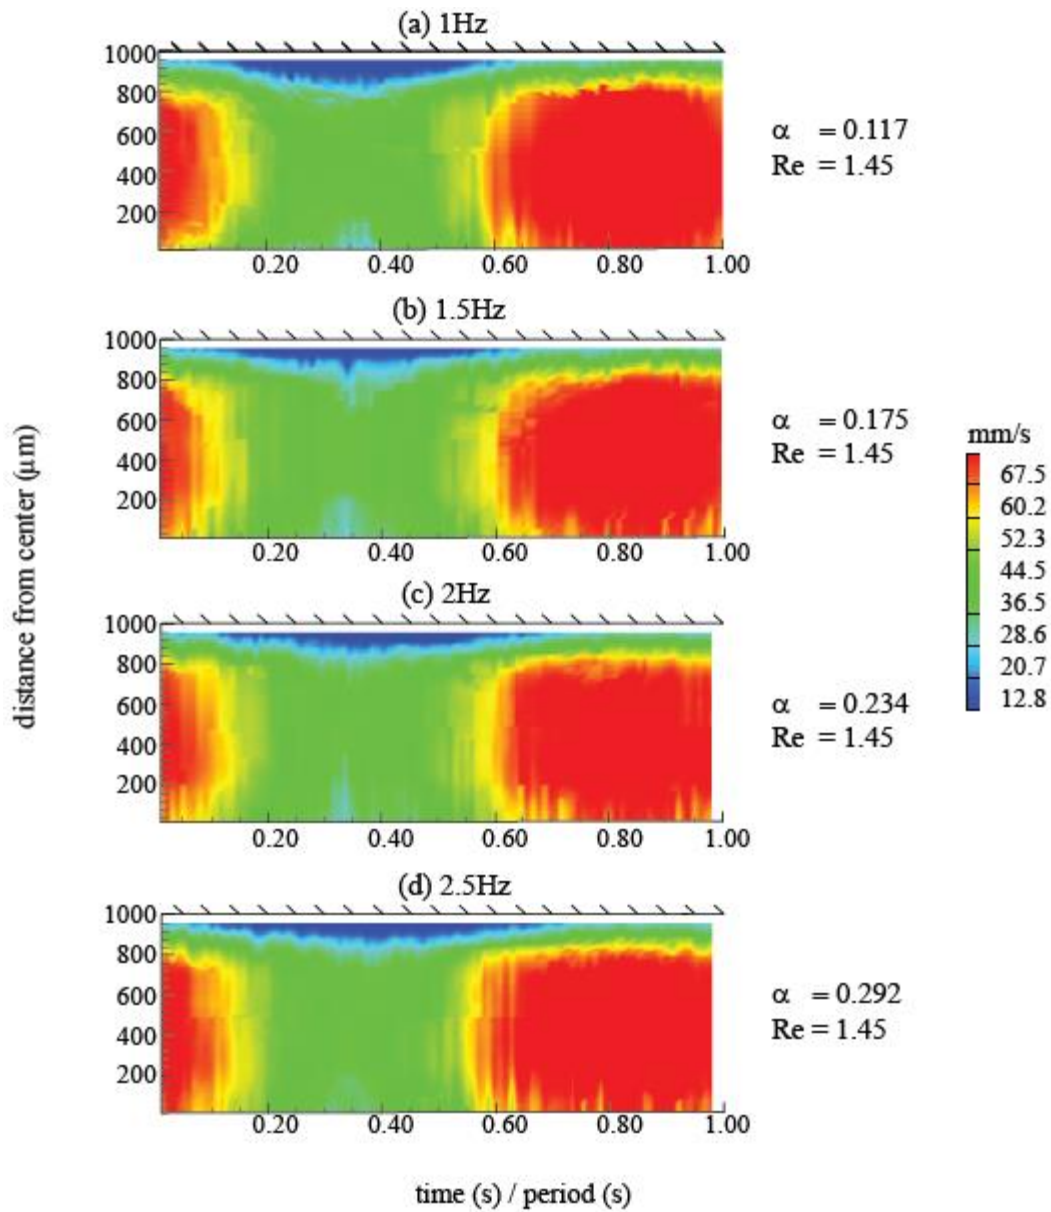 (a) 1Hz
1000
800
600
400
200
0.20 0.40 0.60 0.80 1.00
α = 0.117
Re = 1.45
(b) 1.5Hz
1000
800
600
400
200
0.20 0.40 0.60 0.80 1.00
α = 0.175
Re = 1.45
(c) 2Hz
1000
800
600
400
200
0.20 0.40 0.60 0.80 1.00
α = 0.234
Re = 1.45
(d) 2.5Hz
1000
800
600
400
200
0.20 0.40 0.60 0.80 1.00
α = 0.292
Re = 1.45
distance from center (μm)
time (s) / period (s)
mm/s
67.5
60.2
52.3
44.5
36.5
28.6
20.7
12.8